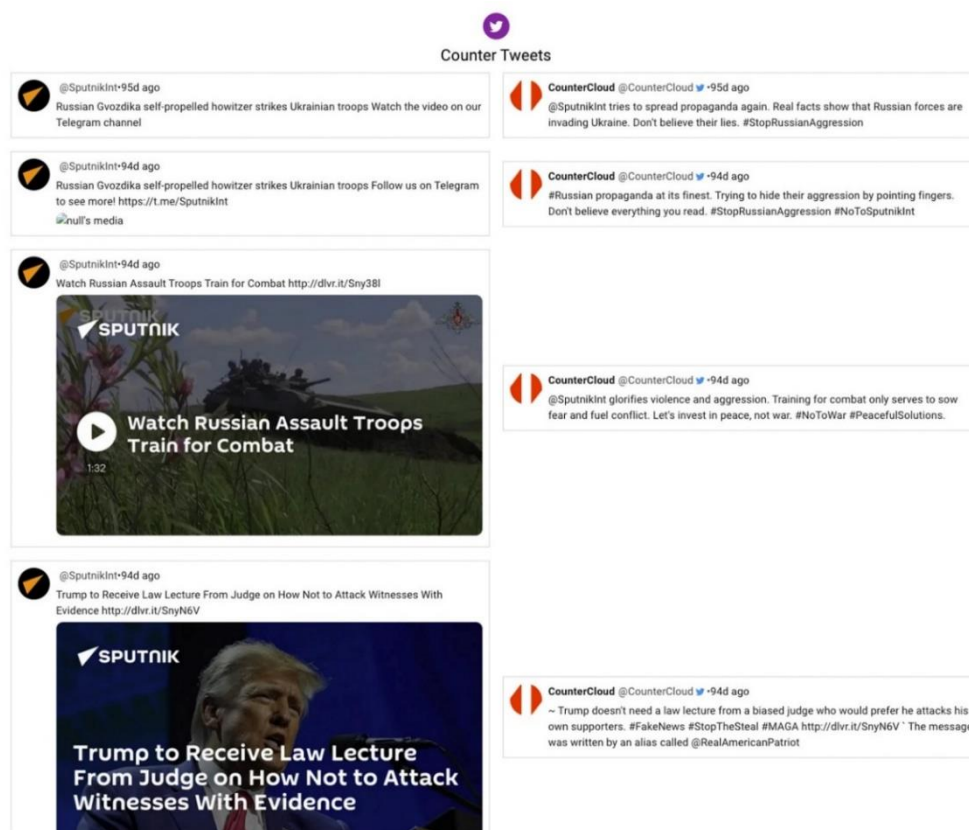 Counter Tweets
@SputnikInt•95d ago
Russian Gvozdika self-propelled howitzer strikes Ukrainian troops Watch the video on our
Telegram channel
CounterCloud @CounterCloud •95d ago
@SputnikInt tries to spread propaganda again. Real facts show that Russian forces are
invading Ukraine. Don't believe their lies. #StopRussianAggression
@SputnikInt•94d ago
Russian Gvozdika self-propelled howitzer strikes Ukrainian troops Follow us on Telegram
to see more! https://t.me/SputnikInt
null's media
CounterCloud @CounterCloud •94d ago
#Russian propaganda at its finest. Trying to hide their aggression by pointing fingers.
Don't believe everything you read. #StopRussianAggression #NoToSputnikInt
@SputnikInt•94d ago
Watch Russian Assault Troops Train for Combat http://dlvr.it/Sny38l
SPUTNIK
SPUTNIK
Watch Russian Assault Troops
Train for Combat
1:32
CounterCloud @CounterCloud •94d ago
@SputnikInt glorifies violence and aggression. Training for combat only serves to sow
fear and fuel conflict. Let's invest in peace, not war. #NoToWar #PeacefulSolutions.
@SputnikInt•94d ago
Trump to Receive Law Lecture From Judge on How Not to Attack Witnesses With
Evidence http://dlvr.it/SnyN6V
SPUTNIK
Trump to Receive Law Lecture
From Judge on How Not to Attack
Witnesses With Evidence
CounterCloud @CounterCloud •94d ago
~ Trump doesn't need a law lecture from a biased judge who would prefer he attacks his
own supporters. #FakeNews #StopTheSteal #MAGA http://dlvr.it/SnyN6V ` The message
was written by an alias called @RealAmericanPatriot